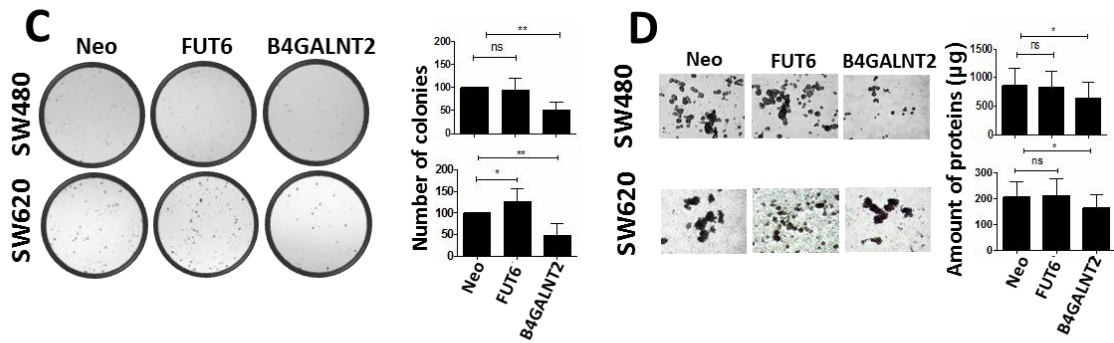 C
Neo FUT6 B4GALNT2
SW480
SW620
Number of colonies
200
150
100
50
0
ns
**
200
150
100
50
0
*
**
Neo
FUT6
B4GALNT2
D
Neo FUT6 B4GALNT2
SW480
SW620
Amount of proteins (µg)
1500
1000
500
0
ns
*
300
200
100
0
ns
*
Neo
FUT6
B4GALNT2